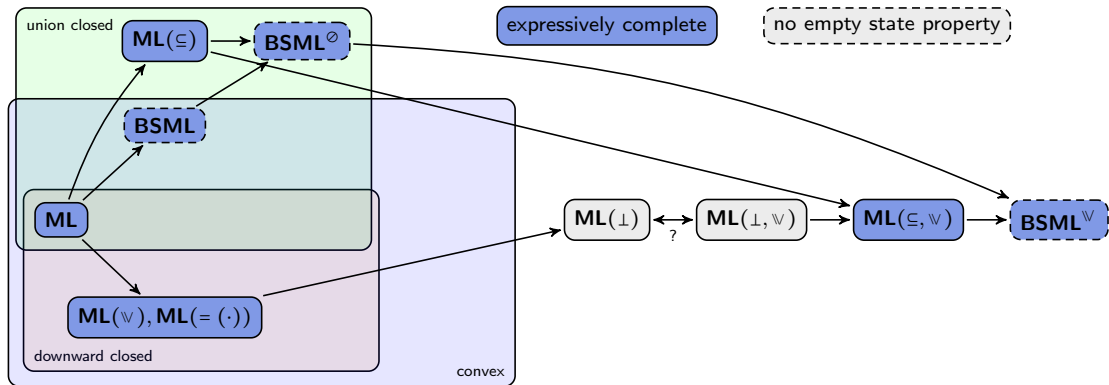 union closed
expressively complete
no empty state property
ML(⊆)
BSML^⊘
BSML
ML
ML(⊥)
?
ML(⊥, ⩔)
ML(⊆, ⩔)
BSML^⩔
ML(⩔), ML(= (·))
downward closed
convex